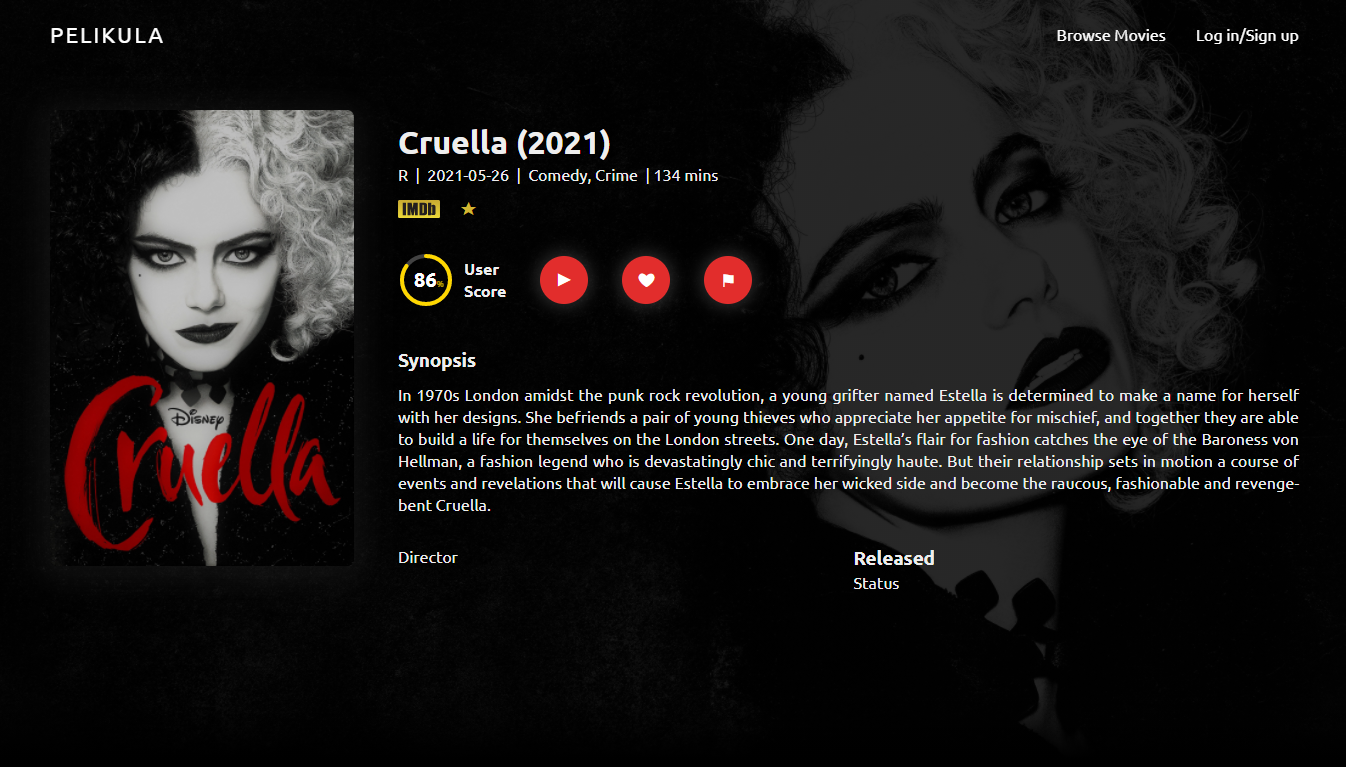 PELIKULA
Browse Movies
Log in/Sign up
Cruella (2021)
R | 2021-05-26 | Comedy, Crime | 134 mins
IMDb
86%
User
Score
Synopsis
In 1970s London amidst the punk rock revolution, a young grifter named Estella is determined to make a name for herself
with her designs. She befriends a pair of young thieves who appreciate her appetite for mischief, and together they are able
to build a life for themselves on the London streets. One day, Estella’s flair for fashion catches the eye of the Baroness von
Hellman, a fashion legend who is devastatingly chic and terrifyingly haute. But their relationship sets in motion a course of
events and revelations that will cause Estella to embrace her wicked side and become the raucous, fashionable and revenge-
bent Cruella.
Director
Released
Status
Disney
Cruella